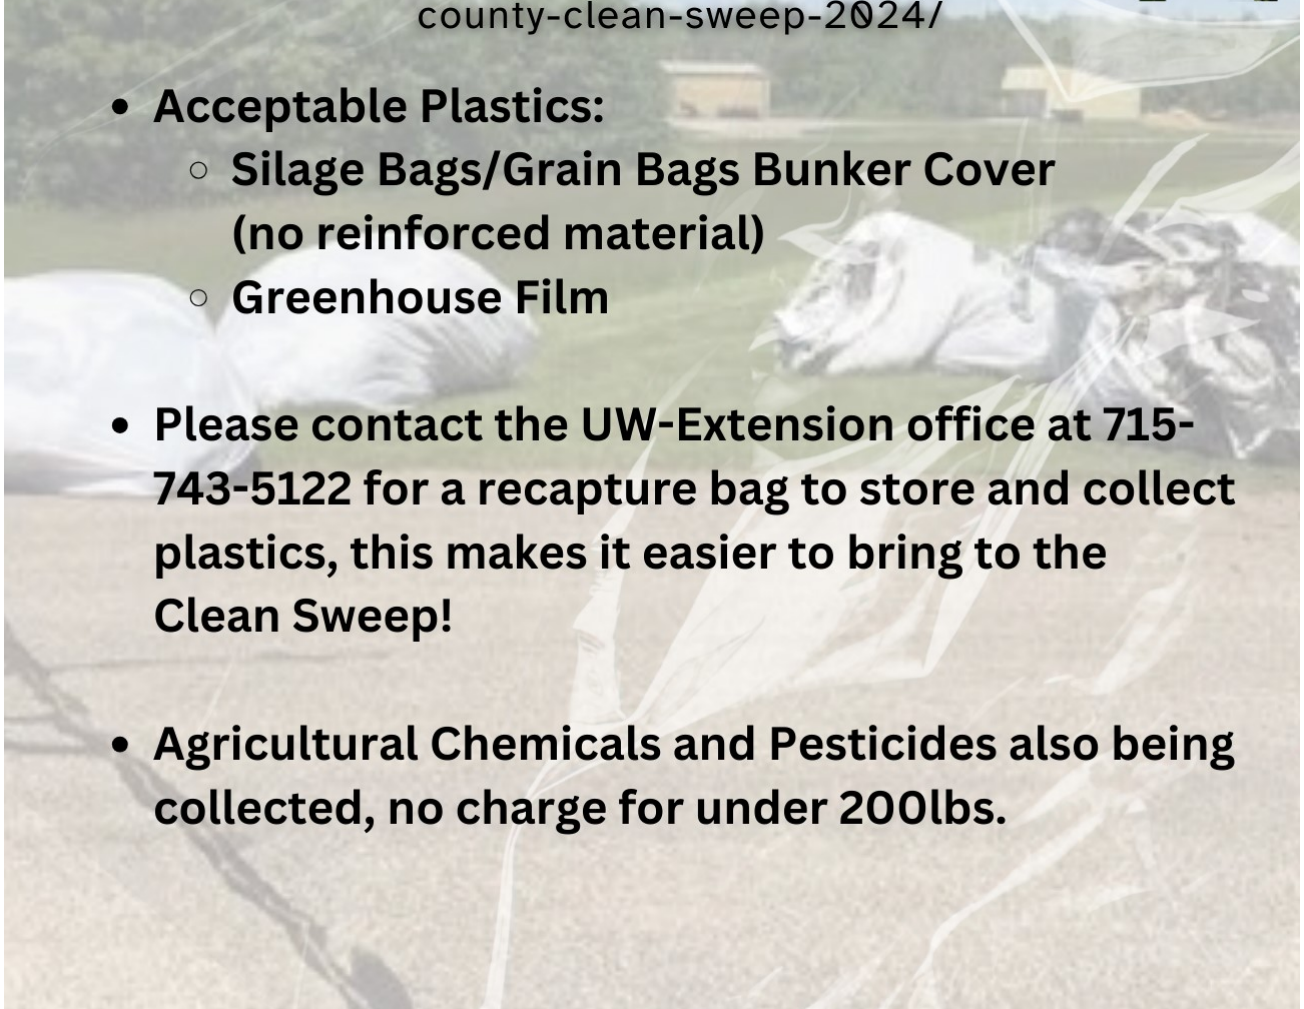 county-clean-sweep-2024/
• Acceptable Plastics:
○ Silage Bags/Grain Bags Bunker Cover
(no reinforced material)
○ Greenhouse Film
• Please contact the UW-Extension office at 715-
743-5122 for a recapture bag to store and collect
plastics, this makes it easier to bring to the
Clean Sweep!
• Agricultural Chemicals and Pesticides also being
collected, no charge for under 200lbs.